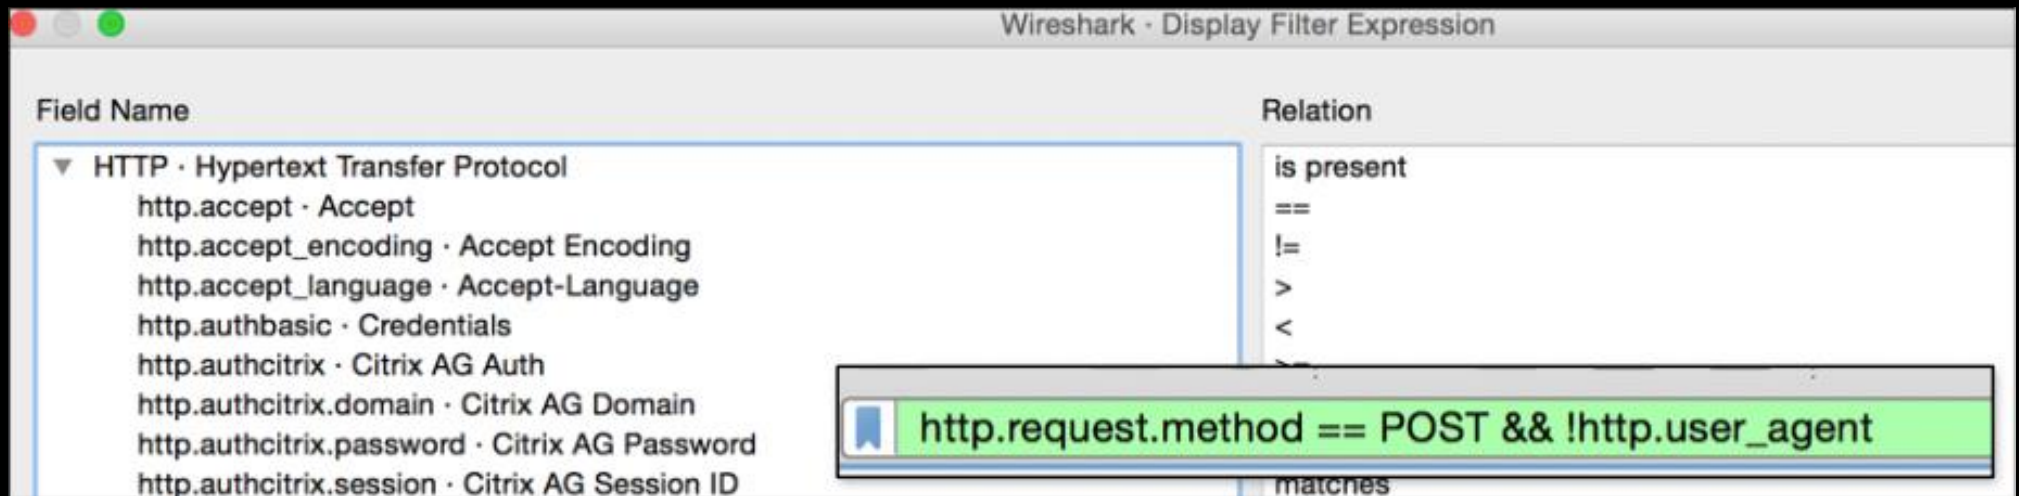 Wireshark · Display Filter Expression
Field Name
HTTP · Hypertext Transfer Protocol
http.accept · Accept
http.accept_encoding · Accept Encoding
http.accept_language · Accept-Language
http.authbasic · Credentials
http.authcitrix · Citrix AG Auth
http.authcitrix.domain · Citrix AG Domain
http.authcitrix.password · Citrix AG Password
http.authcitrix.session · Citrix AG Session ID
Relation
is present
==
!=
>
<
>=
matches
http.request.method == POST && !http.user_agent